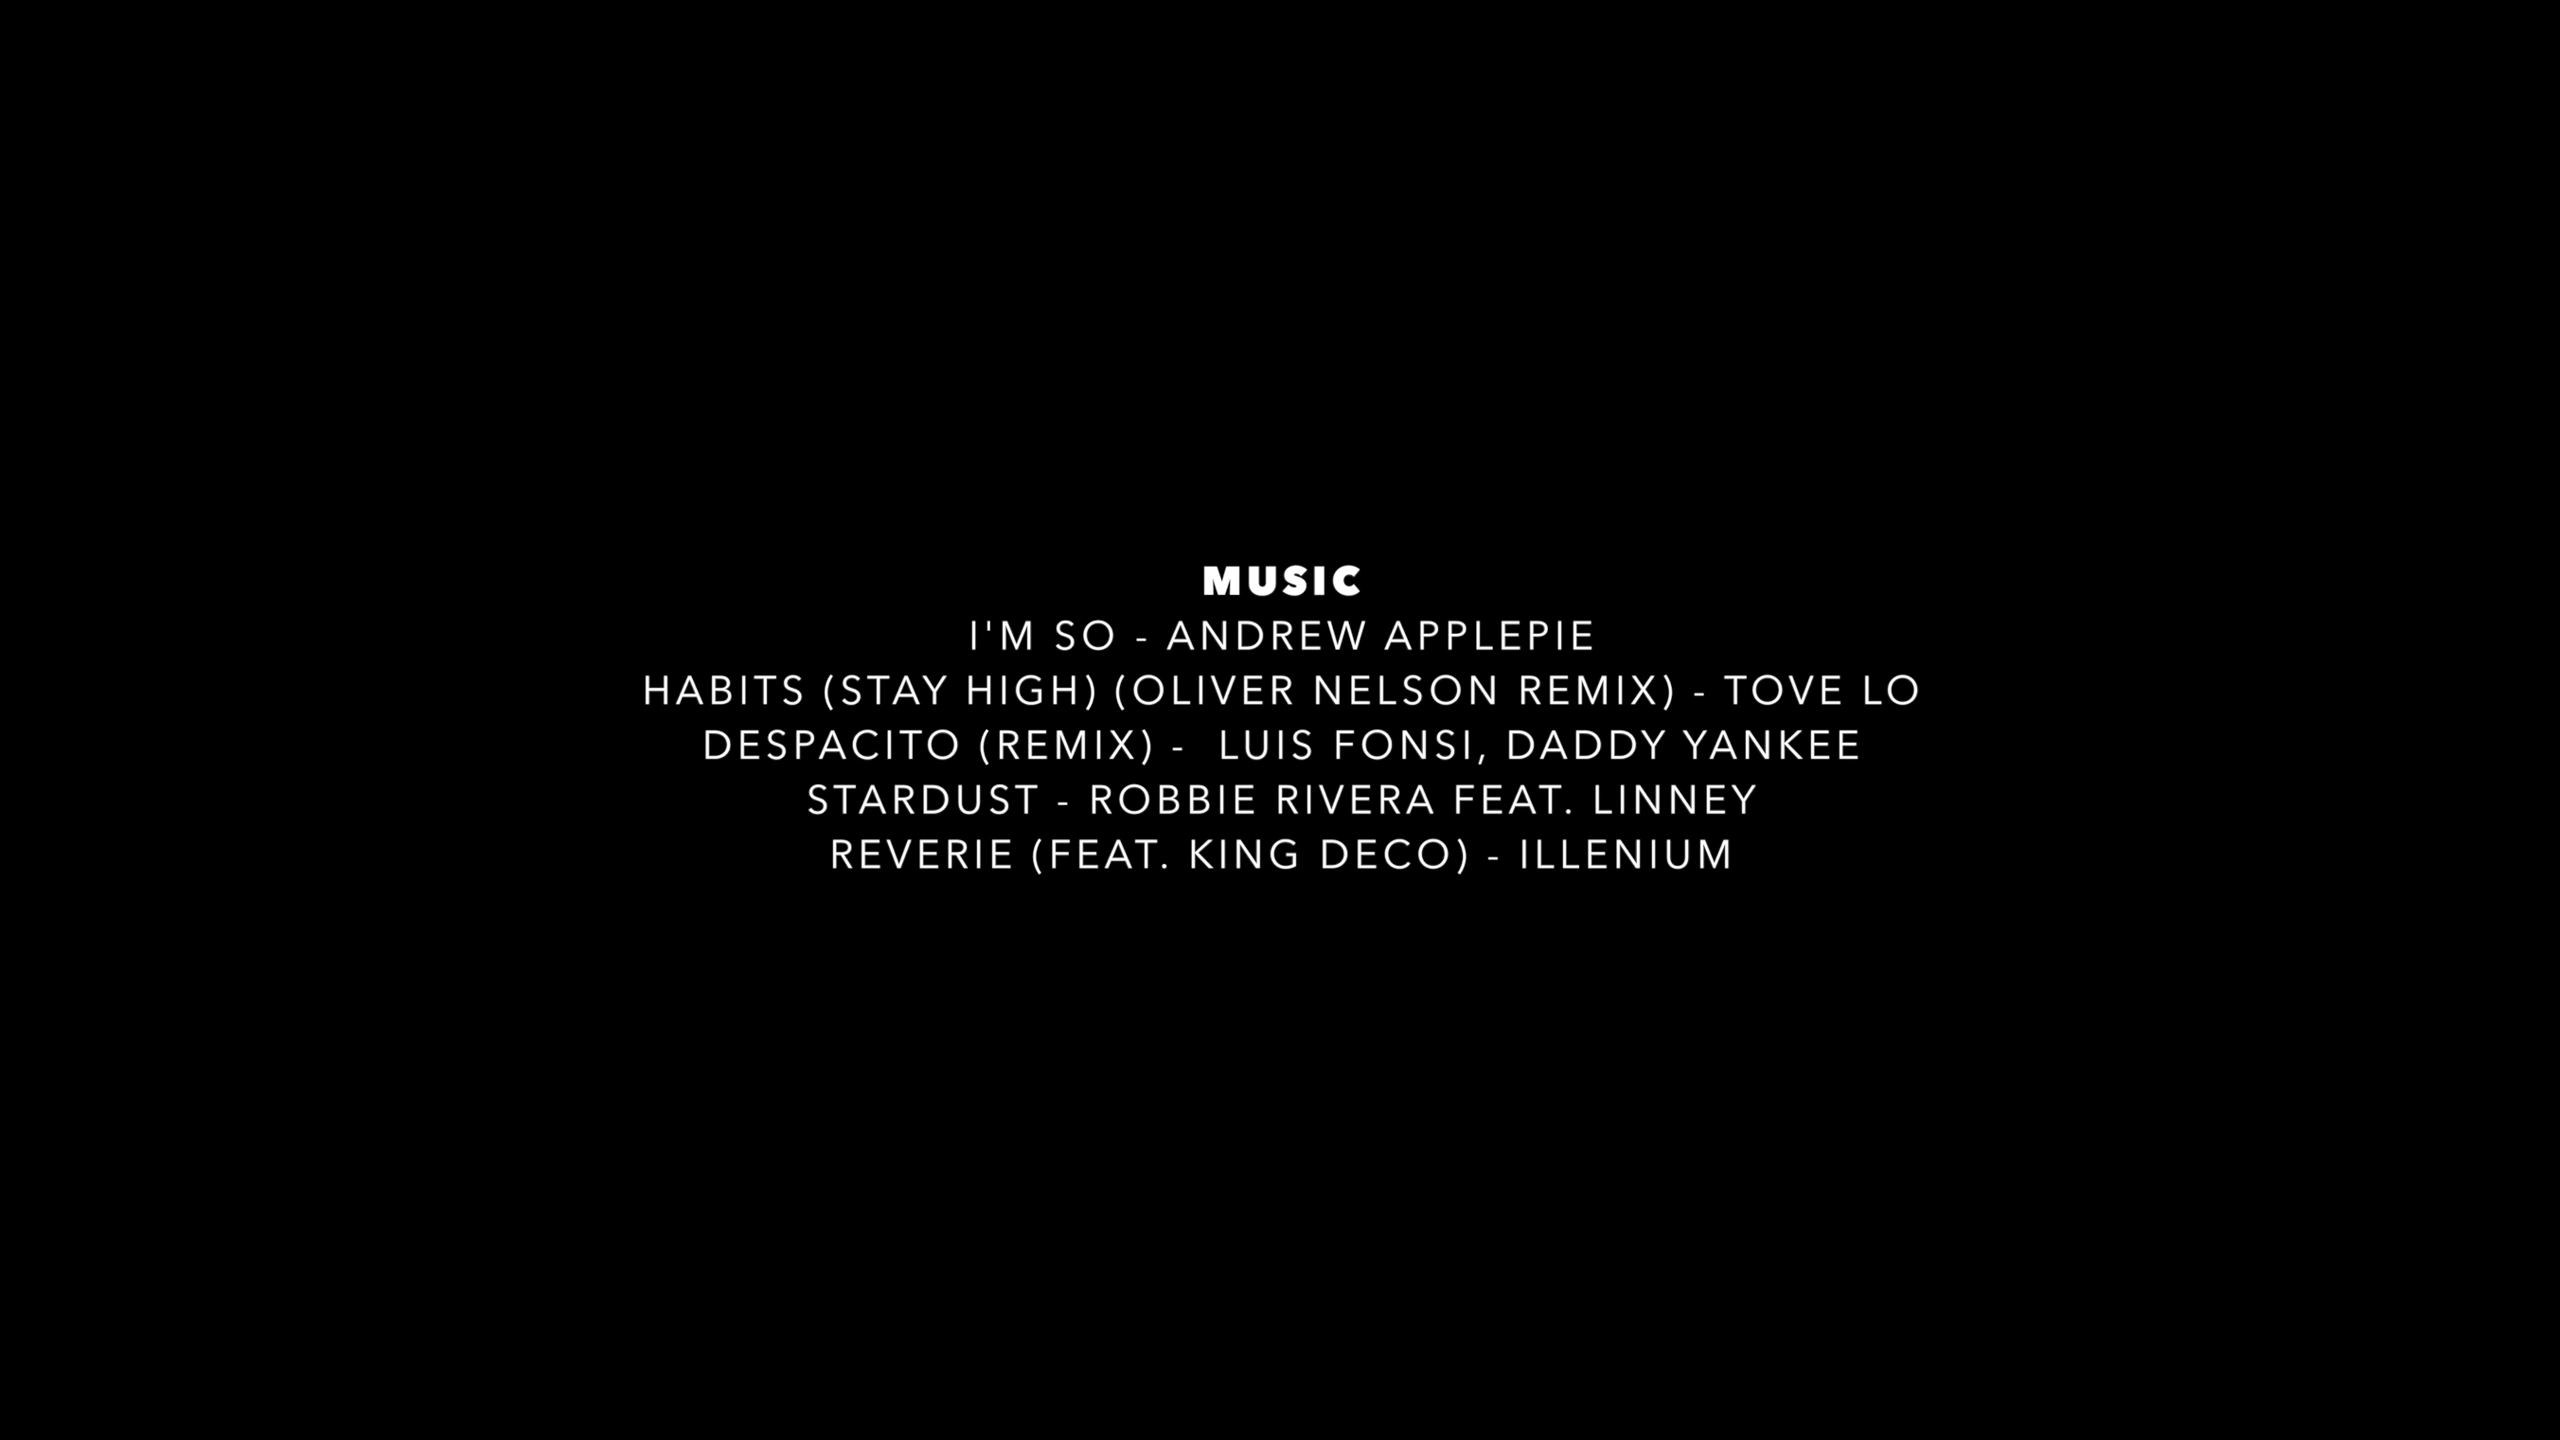 MUSIC
I'M SO - ANDREW APPLEPIE
HABITS (STAY HIGH) (OLIVER NELSON REMIX) - TOVE LO
DESPACITO (REMIX) -  LUIS FONSI, DADDY YANKEE
STARDUST - ROBBIE RIVERA FEAT. LINNEY
REVERIE (FEAT. KING DECO) - ILLENIUM